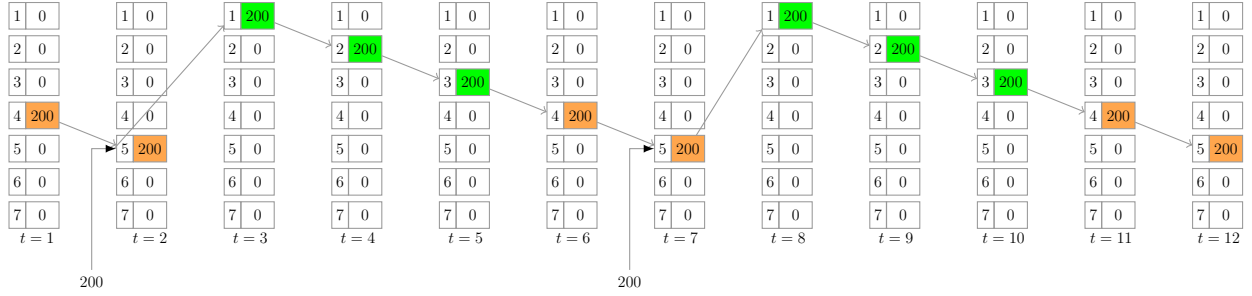 1 0 1 0 1 200 1 0 1 0 1 0 1 0 1 200 1 0 1 0 1 0 1 0
2 0 2 0 2 0 2 200 2 0 2 0 2 0 2 0 2 200 2 0 2 0 2 0
3 0 3 0 3 0 3 0 3 200 3 0 3 0 3 0 3 0 3 200 3 0 3 0
4 200 4 0 4 0 4 0 4 0 4 200 4 0 4 0 4 0 4 0 4 200 4 0
5 0 5 200 5 0 5 0 5 0 5 0 5 200 5 0 5 0 5 0 5 0 5 200
6 0 6 0 6 0 6 0 6 0 6 0 6 0 6 0 6 0 6 0 6 0 6 0
7 0 7 0 7 0 7 0 7 0 7 0 7 0 7 0 7 0 7 0 7 0 7 0
t = 1 t = 2 t = 3 t = 4 t = 5 t = 6 t = 7 t = 8 t = 9 t = 10 t = 11 t = 12
200 200